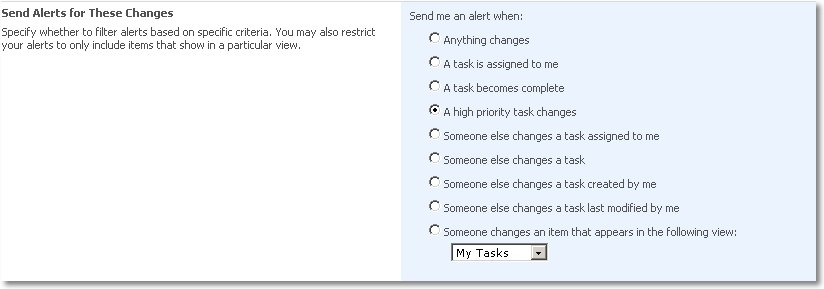 Send Alerts for These Changes
Specify whether to filter alerts based on specific criteria. You may also restrict
your alerts to only include items that show in a particular view.
Send me an alert when:
Anything changes
A task is assigned to me
A task becomes complete
A high priority task changes
Someone else changes a task assigned to me
Someone else changes a task
Someone else changes a task created by me
Someone else changes a task last modified by me
Someone changes an item that appears in the following view:
My Tasks